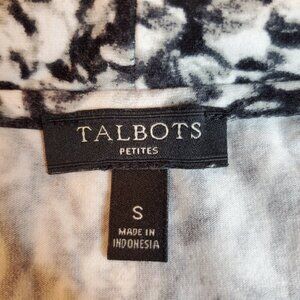 TALBOTS
PETITES
S
MADE IN
INDONESIA